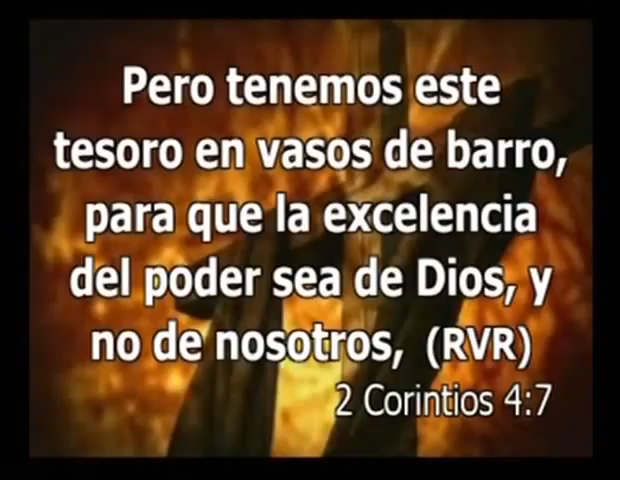 Pero tenemos este
tesoro en vasos de barro,
para que la excelencia
del poder sea de Dios, y
no de nosotros, (RVR)
2 Corintios 4:7